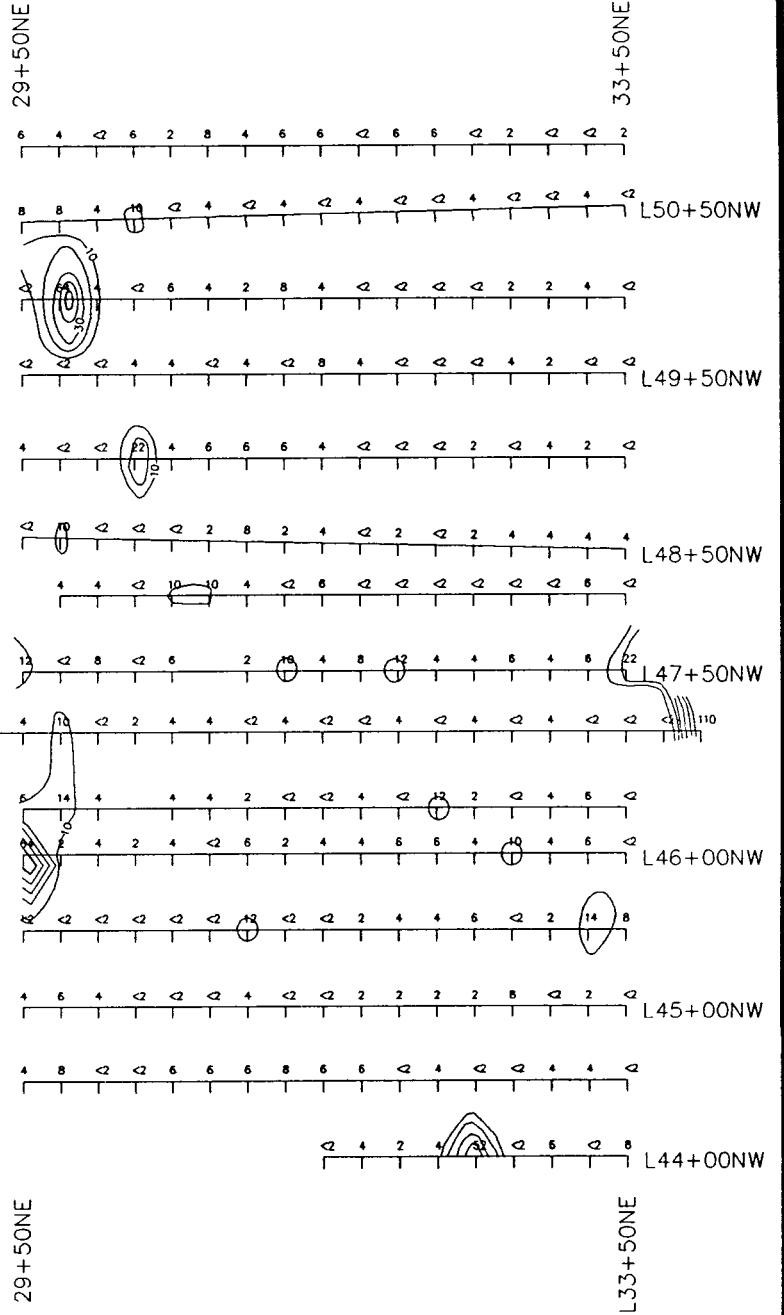 29+50NE 33+50NE
6 4 <2 6 2 8 4 6 6 <2 6 6 <2 2 <2 <2 2
8 8 4 10 <2 4 <2 4 <2 <2 <2 <2 4 <2 <2 4 <2 L50+50NW
10
4 <2 6 4 2 8 4 <2 <2 <2 <2 4 <2 4 <2
30
<2 <2 <2 4 4 <2 4 <2 8 4 <2 <2 <2 4 2 <2 <2 L49+50NW
4 <2 <2 22 4 6 6 6 4 <2 <2 <2 2 <2 4 2 <2
10
<2 10 <2 <2 <2 2 8 2 4 <2 2 <2 2 4 4 4 4 L48+50NW
4 4 <2 10 10 4 <2 6 <2 <2 <2 <2 <2 <2 6 <2
12 <2 8 <2 6 2 10 4 8 12 4 4 6 4 6 22 L47+50NW
4 10 <2 2 4 4 <2 4 <2 <2 4 <2 4 <2 4 <2 <2 <2 110
14 4 4 4 2 <2 <2 4 <2 12 2 <2 4 6 <2
10
2 4 2 4 <2 6 2 4 4 6 6 4 10 4 6 <2 L46+00NW
<2 <2 <2 <2 <2 12 <2 <2 2 4 4 6 <2 2 14 8
4 6 4 <2 <2 <2 4 <2 <2 2 2 2 2 6 <2 2 <2 L45+00NW
4 8 <2 <2 6 6 6 8 6 6 <2 4 <2 <2 4 4 <2
<2 4 2 4 52 <2 6 <2 8 L44+00NW
29+50NE L33+50NE